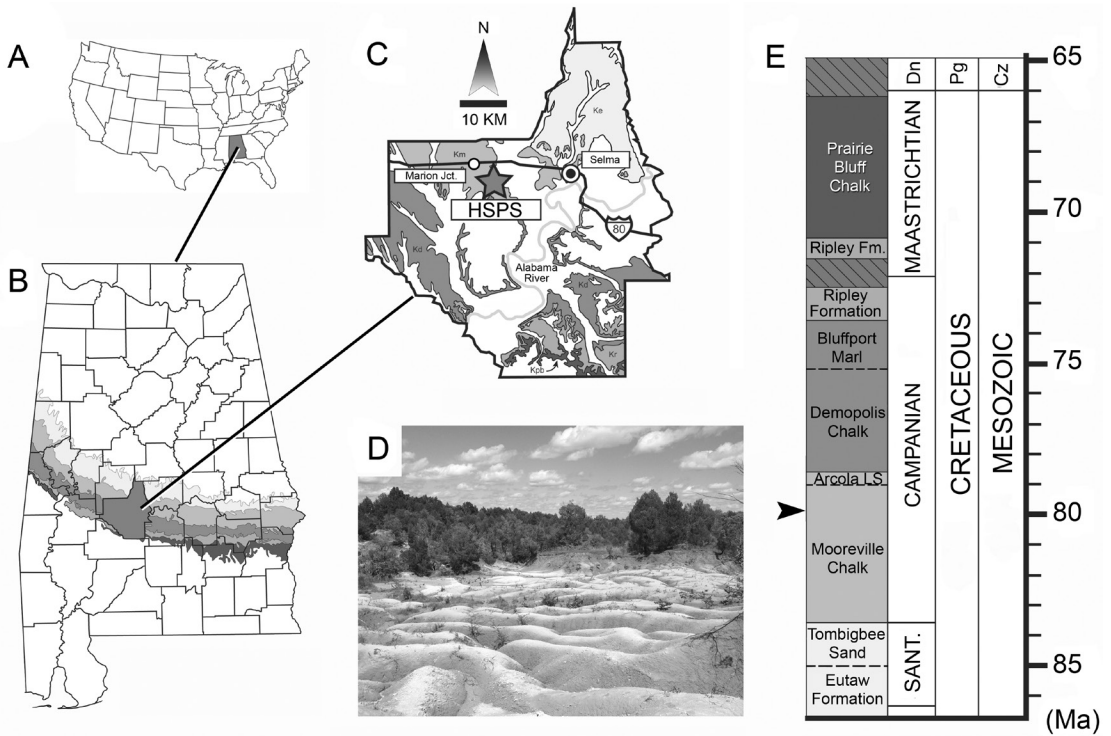 A
B
C
N
10 KM
Ke
Km
Selma
Marion Jct.
HSPS
80
Kd
Alabama
River
Kd
Kpb
Kr
D
E
Dn
Pg
Cz
65
Prairie
Bluff
Chalk
MAASTRICHTIAN
70
Ripley Fm.
Ripley
Formation
Bluffport
Marl
75
Demopolis
Chalk
CAMPANIAN
CRETACEOUS
MESOZOIC
Arcola LS
80
Mooreville
Chalk
Tombigbee
Sand
SANT.
85
Eutaw
Formation
(Ma)